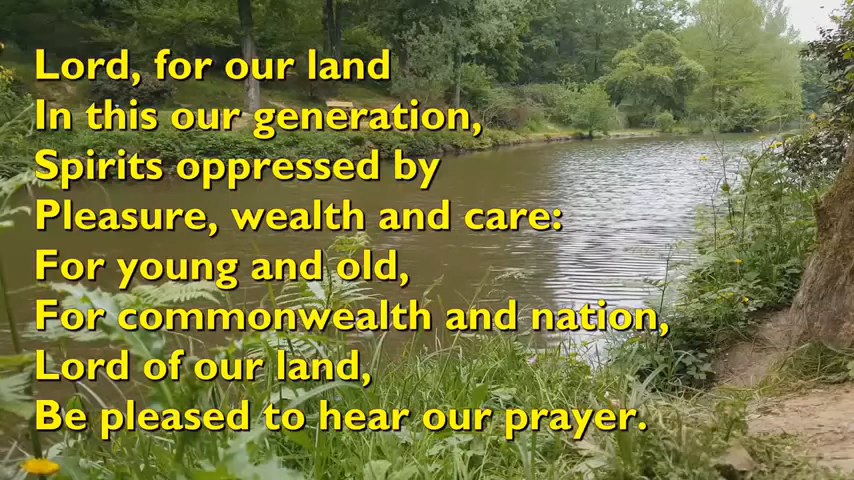 Lord, for our land
In this our generation,
Spirits oppressed by
Pleasure, wealth and care:
For young and old,
For commonwealth and nation,
Lord of our land,
Be pleased to hear our prayer.